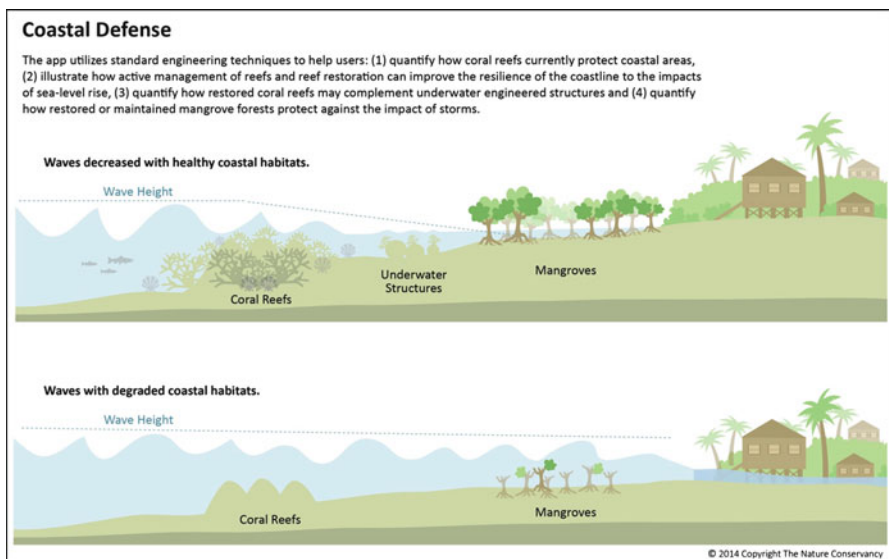 Coastal Defense
The app utilizes standard engineering techniques to help users: (1) quantify how coral reefs currently protect coastal areas,
(2) illustrate how active management of reefs and reef restoration can improve the resilience of the coastline to the impacts
of sea-level rise, (3) quantify how restored coral reefs may complement underwater engineered structures and (4) quantify
how restored or maintained mangrove forests protect against the impact of storms.
Waves decreased with healthy coastal habitats.
Wave Height
Underwater
Structures
Mangroves
Coral Reefs
Waves with degraded coastal habitats.
Wave Height
Coral Reefs
Mangroves
© 2014 Copyright The Nature Conservancy